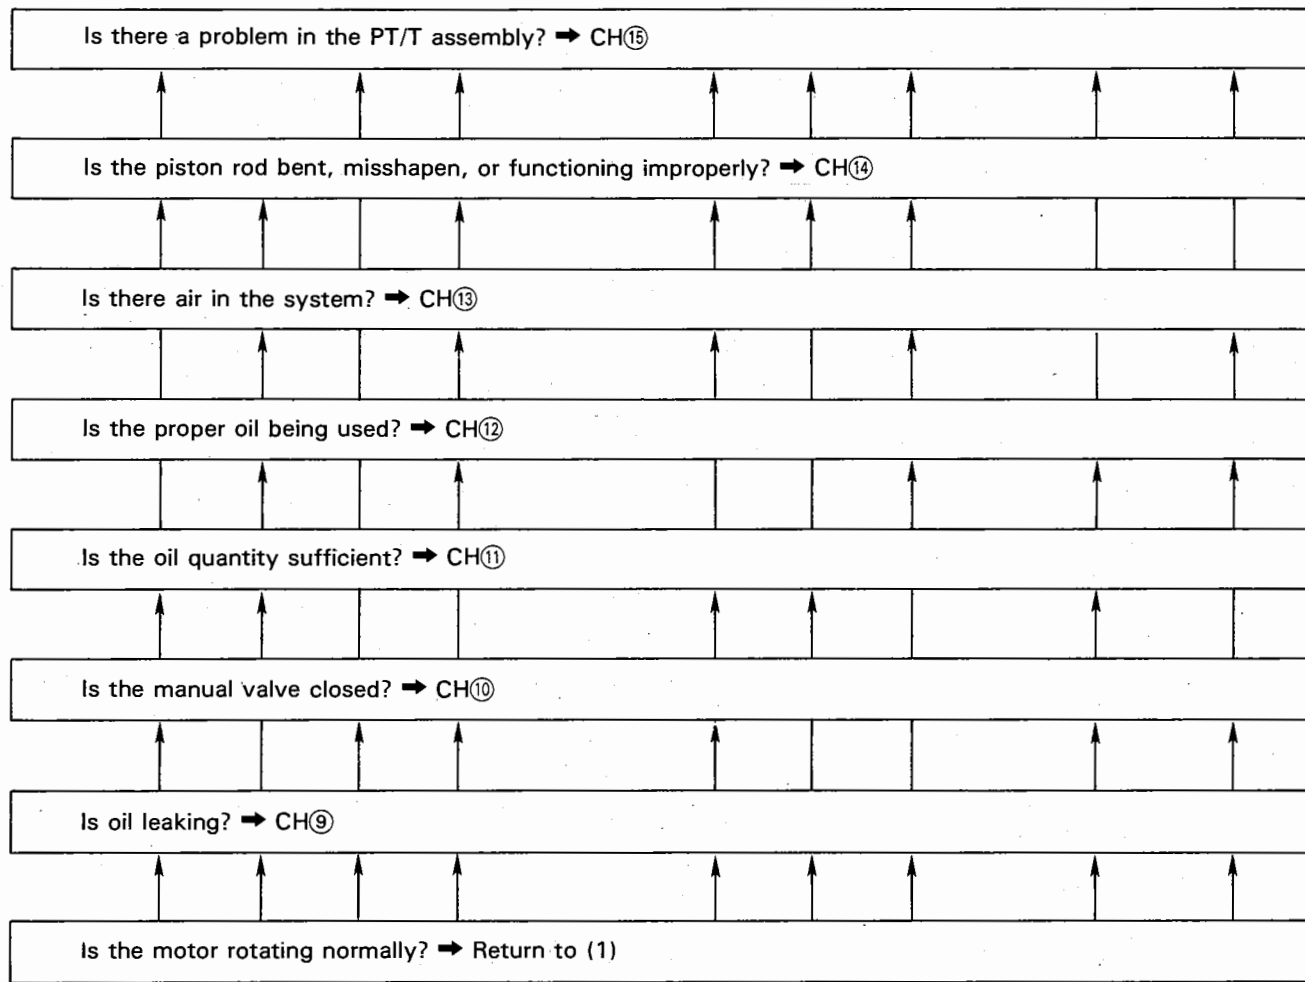 Is there a problem in the PT/T assembly? ➡ CH⑮
Is the piston rod bent, misshapen, or functioning improperly? ➡ CH⑭
Is there air in the system? ➡ CH⑬
Is the proper oil being used? ➡ CH⑫
Is the oil quantity sufficient? ➡ CH⑪
Is the manual valve closed? ➡ CH⑩
Is oil leaking? ➡ CH⑨
Is the motor rotating normally? ➡ Return to (1)